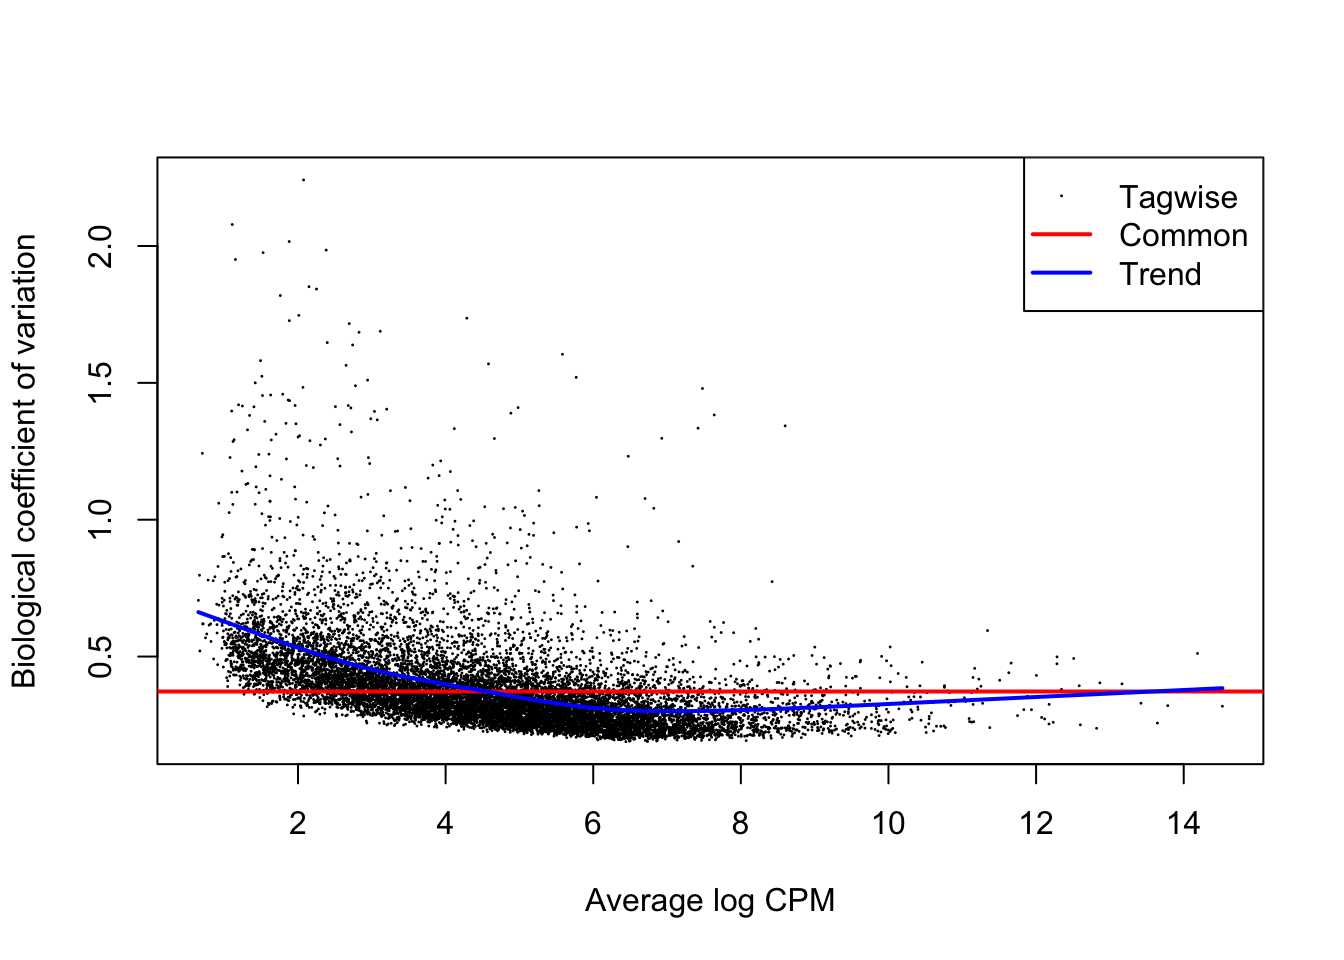 Tagwise
Common
Trend
Biological coefficient of variation
2.0
1.5
1.0
0.5
2 4 6 8 10 12 14
Average log CPM